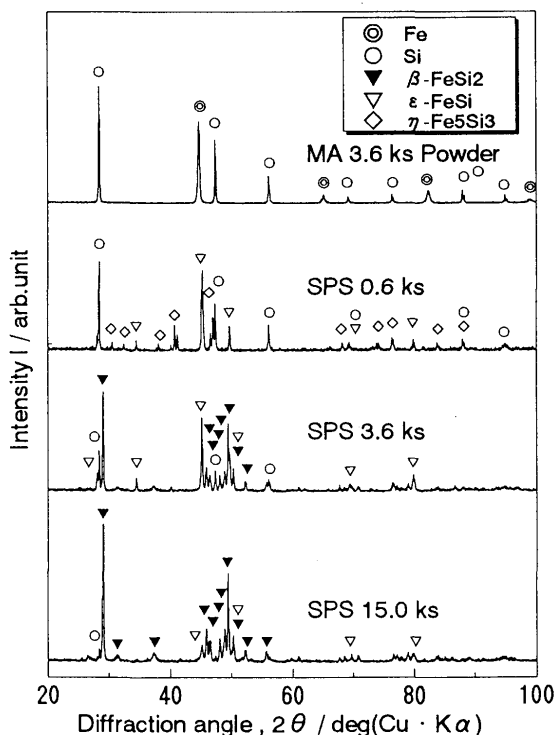 Fe
Si
β-FeSi2
ε-FeSi
η-Fe5Si3
MA 3.6 ks Powder
SPS 0.6 ks
SPS 3.6 ks
SPS 15.0 ks
Intensity I / arb.unit
20 40 60 80 100
Diffraction angle , 2θ / deg(Cu · Kα)